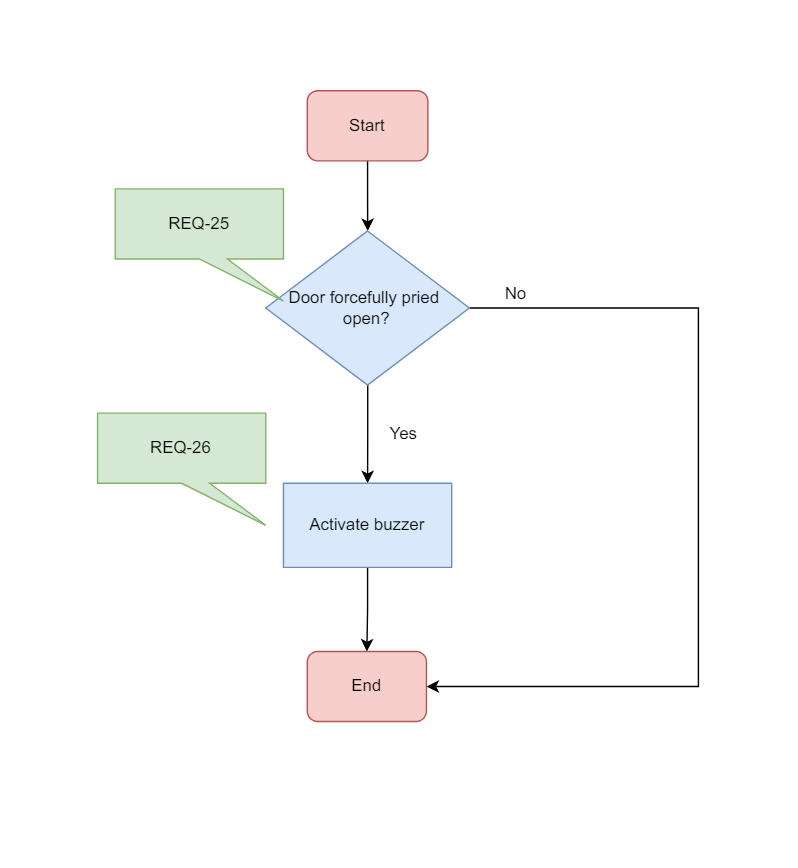 Start
REQ-25
Door forcefully pried
open?
No
Yes
REQ-26
Activate buzzer
End